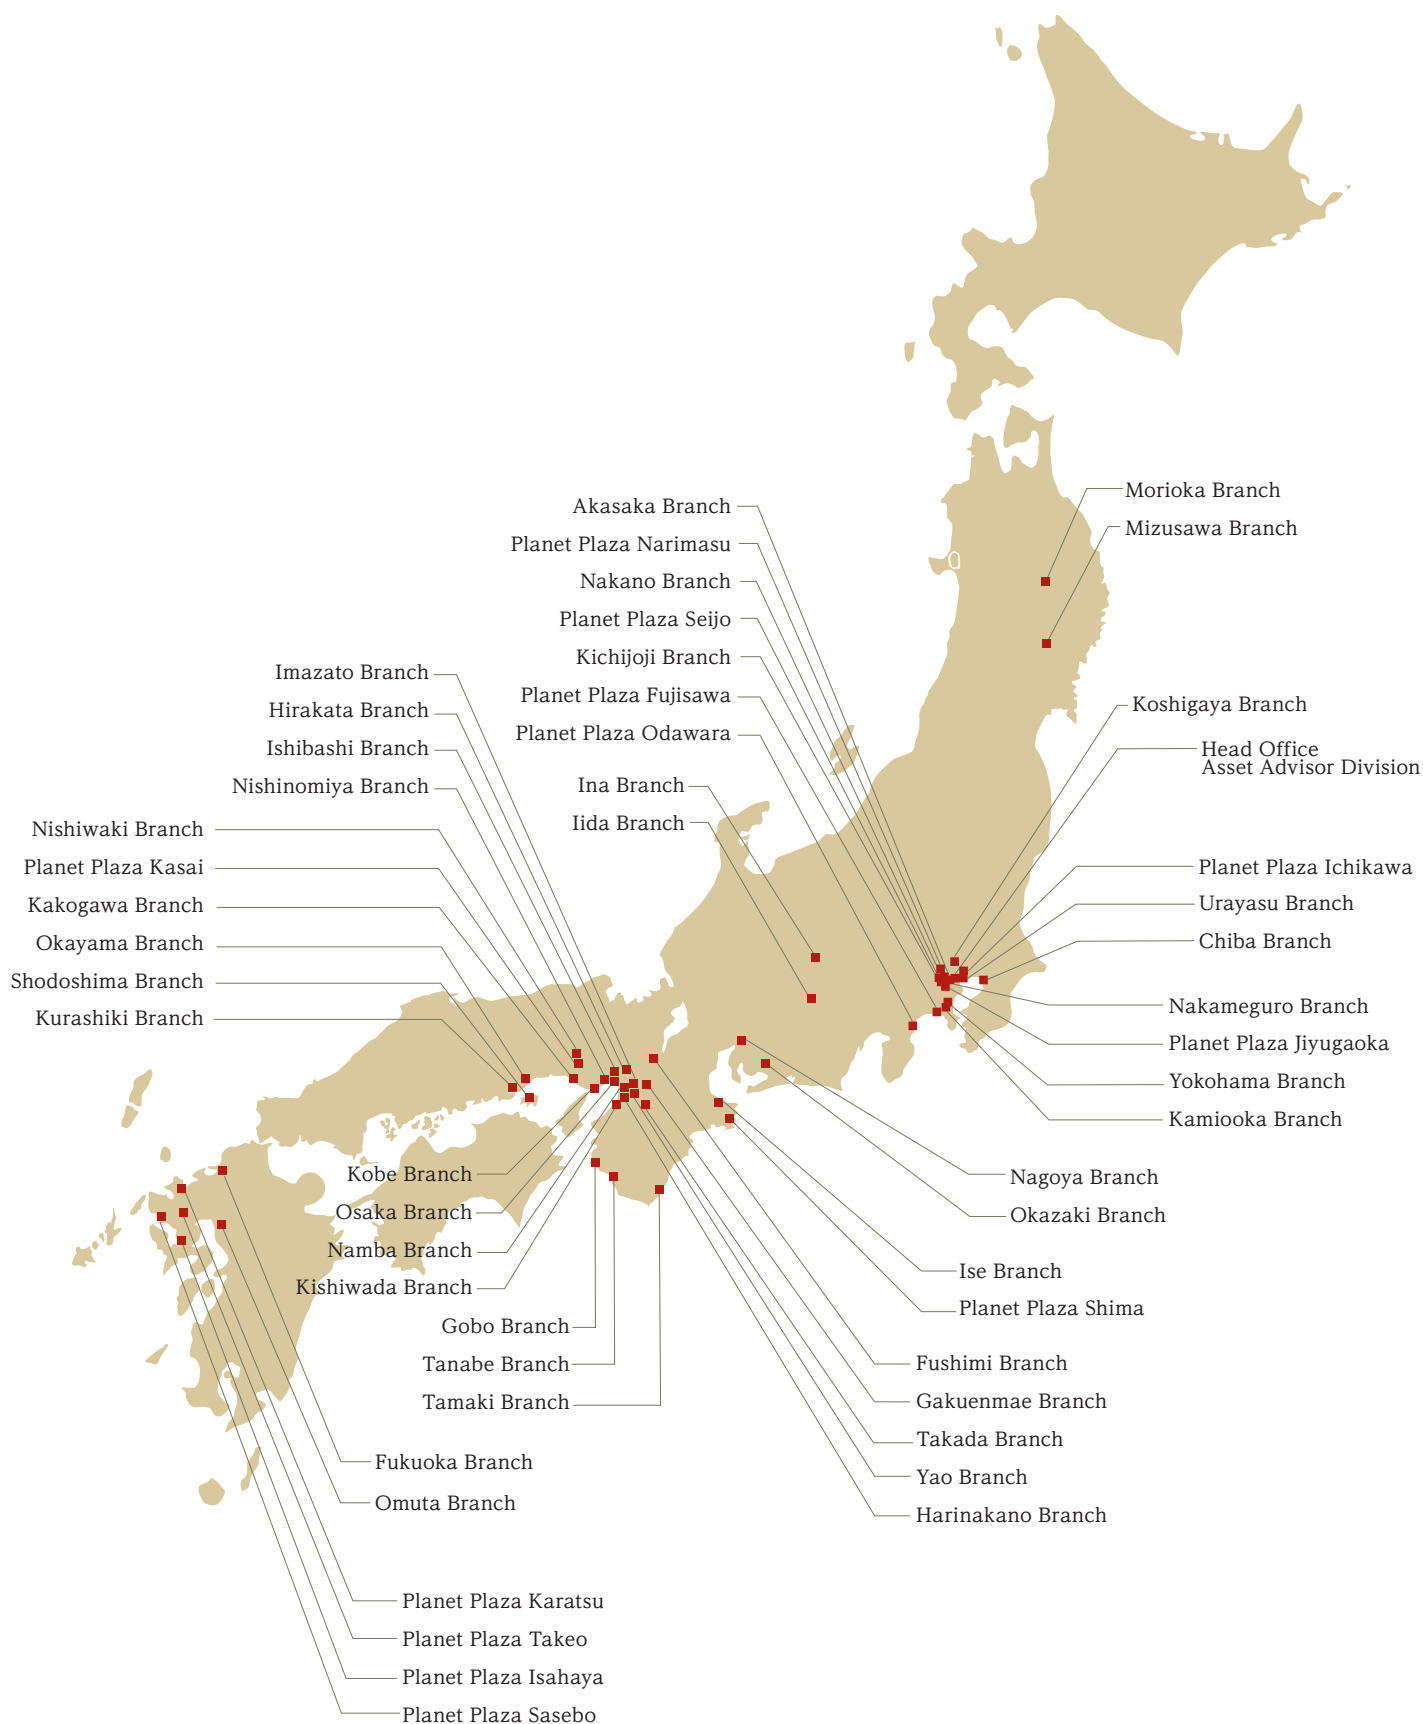 Morioka Branch
Mizusawa Branch
Akasaka Branch
Planet Plaza Narimasu
Nakano Branch
Planet Plaza Seijo
Kichijoji Branch
Planet Plaza Fujisawa
Planet Plaza Odawara
Imazato Branch
Hirakata Branch
Ishibashi Branch
Nishinomiya Branch
Ina Branch
Iida Branch
Koshigaya Branch
Head Office
Asset Advisor Division
Nishiwaki Branch
Planet Plaza Kasai
Kakogawa Branch
Okayama Branch
Shodoshima Branch
Kurashiki Branch
Planet Plaza Ichikawa
Urayasu Branch
Chiba Branch
Nakameguro Branch
Planet Plaza Jiyugaoka
Yokohama Branch
Kamiooka Branch
Kobe Branch
Osaka Branch
Namba Branch
Kishiwada Branch
Gobo Branch
Tanabe Branch
Tamaki Branch
Nagoya Branch
Okazaki Branch
Ise Branch
Planet Plaza Shima
Fushimi Branch
Gakuenmae Branch
Takada Branch
Yao Branch
Harinakano Branch
Fukuoka Branch
Omuta Branch
Planet Plaza Karatsu
Planet Plaza Takeo
Planet Plaza Isahaya
Planet Plaza Sasebo